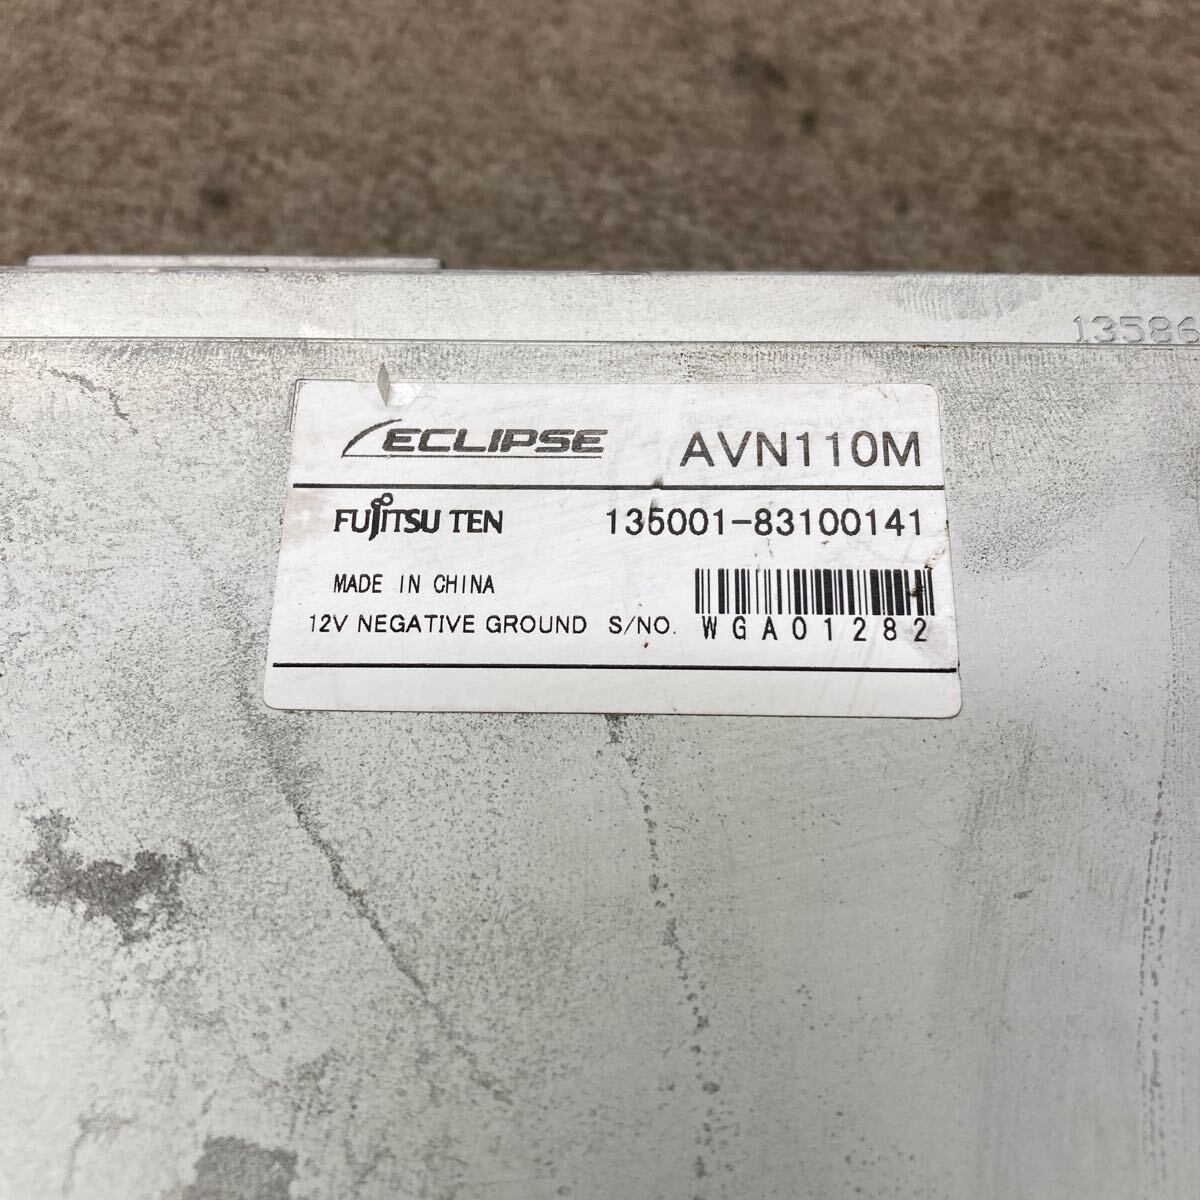 13586
ECLIPSE AVN110M
FUJITSU TEN 135001-83100141
MADE IN CHINA
12V NEGATIVE GROUND S/NO. WGA01282